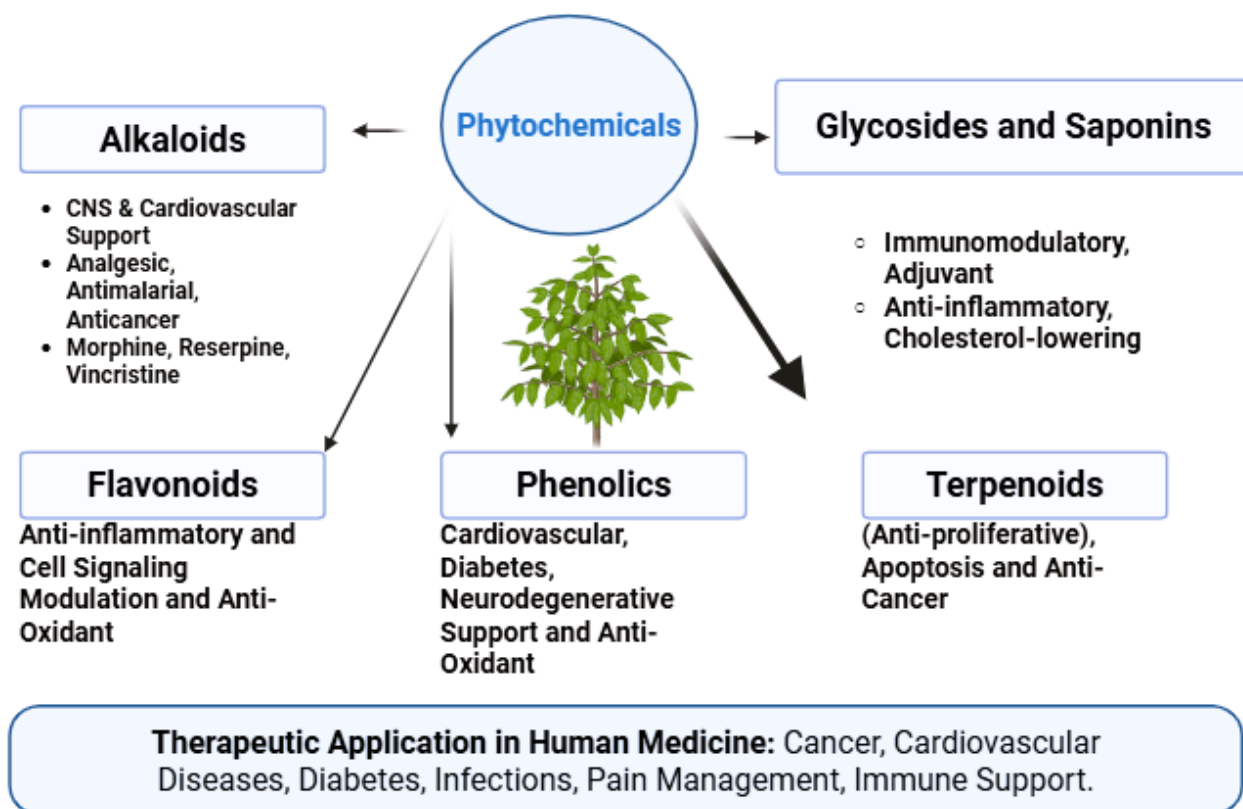 Phytochemicals
Alkaloids
• CNS & Cardiovascular
Support
• Analgesic,
Antimalarial,
Anticancer
• Morphine, Reserpine,
Vincristine
Glycosides and Saponins
○ Immunomodulatory,
Adjuvant
○ Anti-inflammatory,
Cholesterol-lowering
Flavonoids
Anti-inflammatory and
Cell Signaling
Modulation and Anti-
Oxidant
Phenolics
Cardiovascular,
Diabetes,
Neurodegenerative
Support and Anti-
Oxidant
Terpenoids
(Anti-proliferative),
Apoptosis and Anti-
Cancer
Therapeutic Application in Human Medicine: Cancer, Cardiovascular
Diseases, Diabetes, Infections, Pain Management, Immune Support.